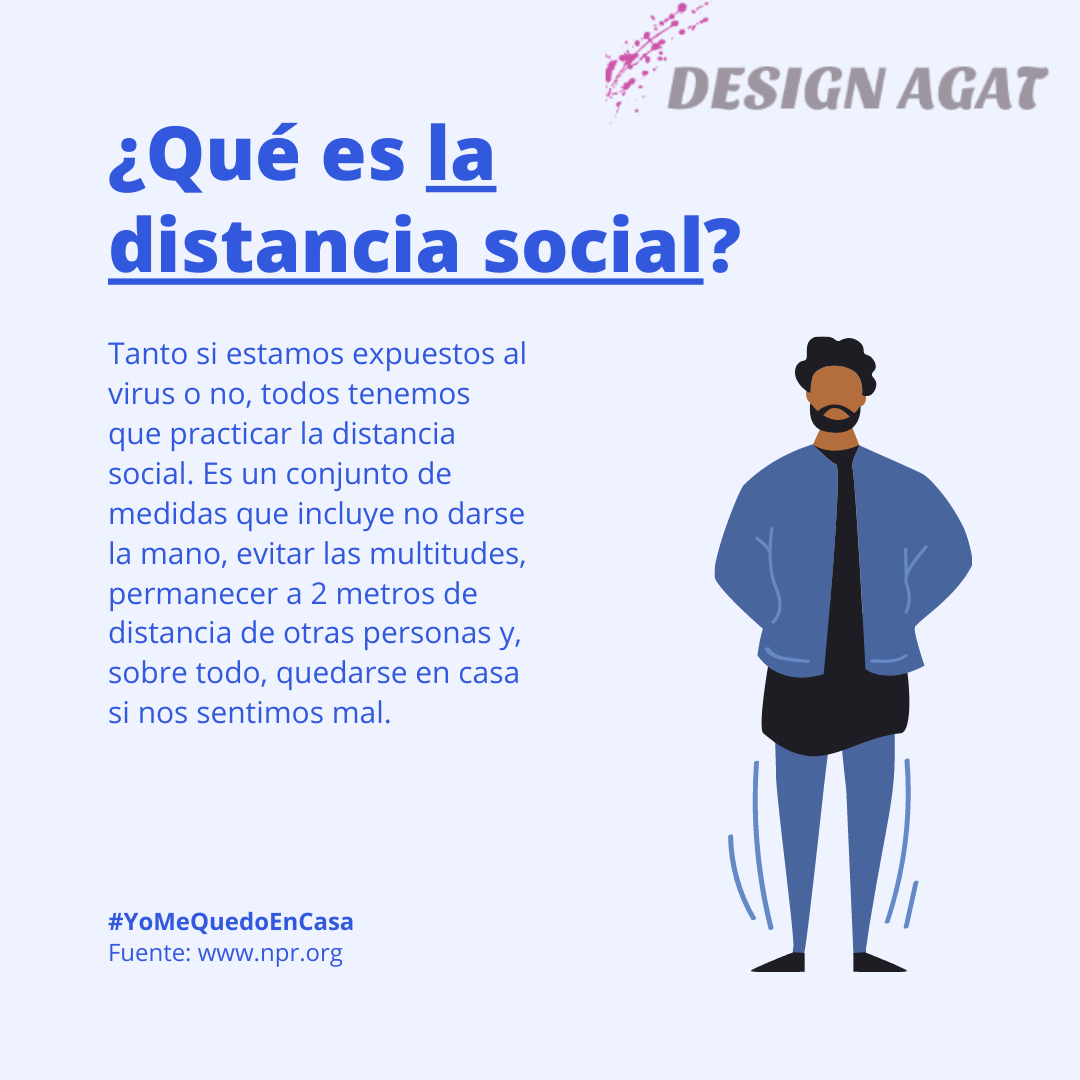 DESIGN AGAT
¿Qué es la
distancia social?
Tanto si estamos expuestos al
virus o no, todos tenemos
que practicar la distancia
social. Es un conjunto de
medidas que incluye no darse
la mano, evitar las multitudes,
permanecer a 2 metros de
distancia de otras personas y,
sobre todo, quedarse en casa
si nos sentimos mal.
#YoMeQuedoEnCasa
Fuente: www.npr.org